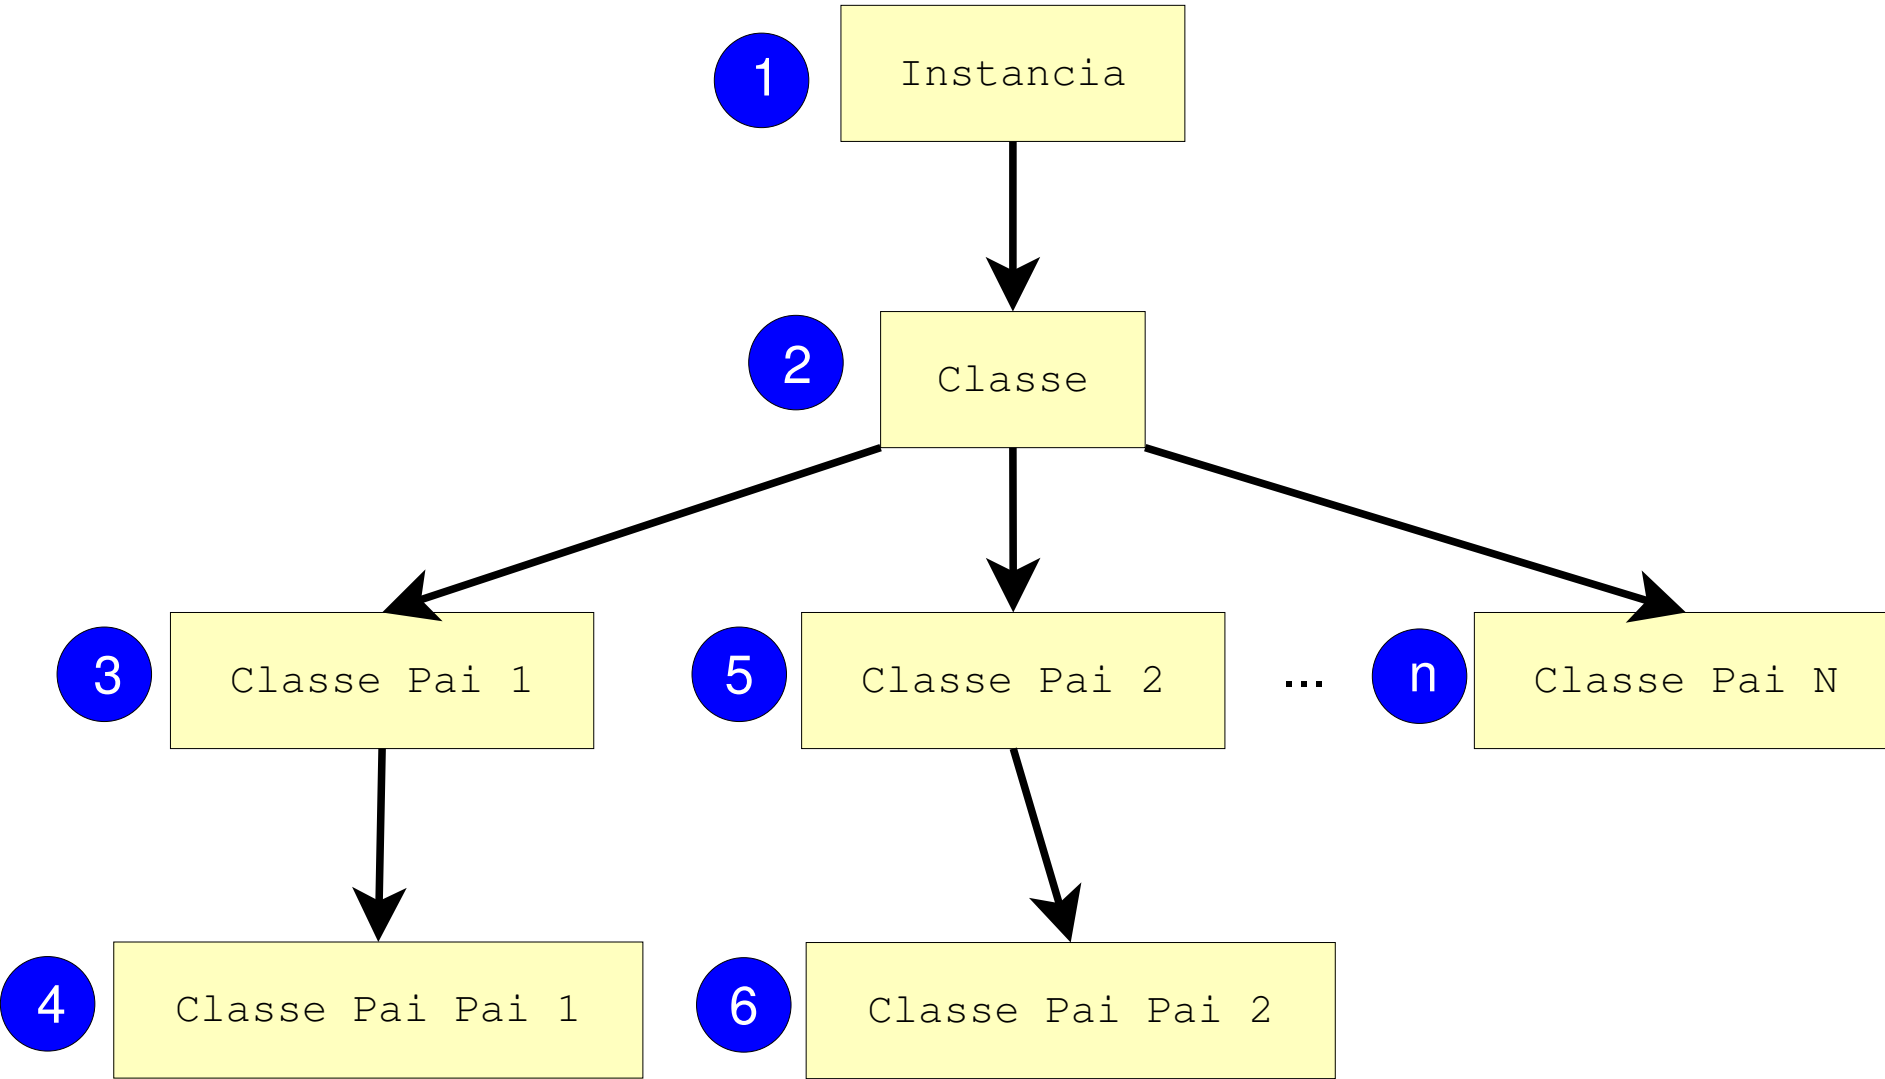 1
Instancia
2
Classe
3
Classe Pai 1
5
Classe Pai 2
...
n
Classe Pai N
4
Classe Pai Pai 1
6
Classe Pai Pai 2